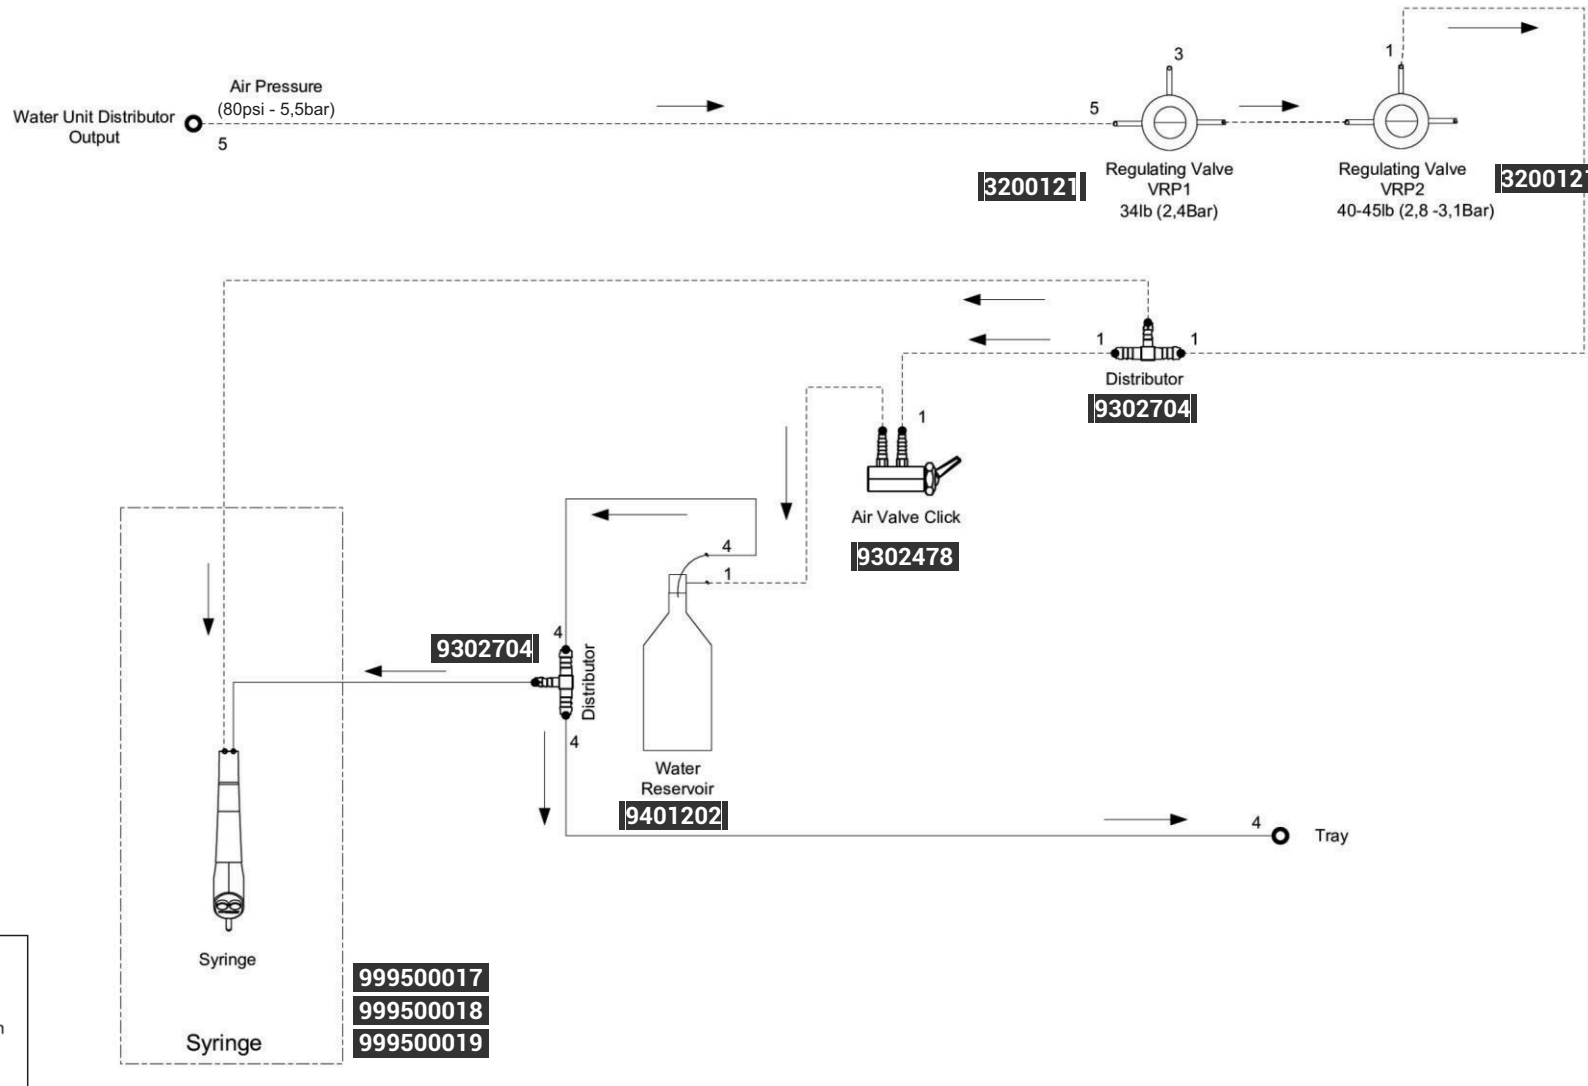 Air Pressure
(80psi - 5,5bar)
Water Unit Distributor
Output
5
5
3
1
3200121
Regulating Valve
VRP1
34lb (2,4Bar)
Regulating Valve
VRP2
40-45lb (2,8 -3,1Bar)
3200121
1
1
Distributor
9302704
1
Air Valve Click
9302478
4
1
9302704
4
Distributor
4
Water
Reservoir
9401202
4
Tray
Syringe
Syringe
999500017
999500018
999500019